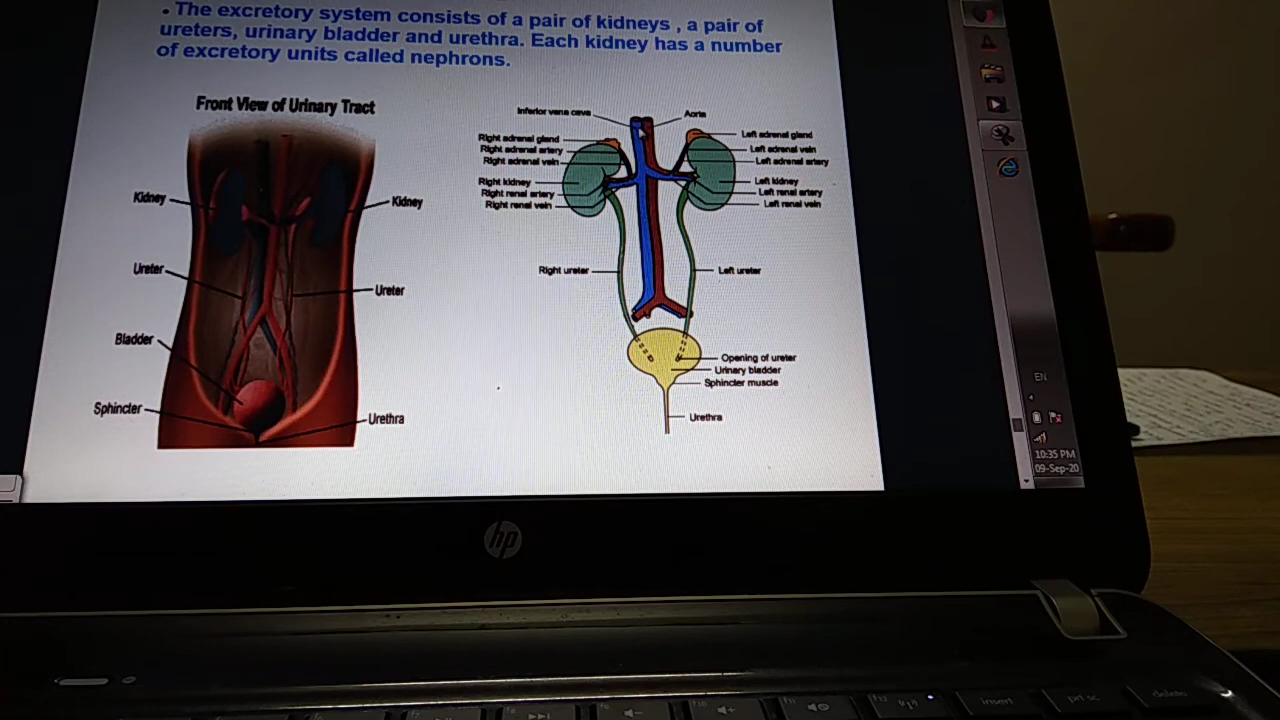 . The excretory system consists of a pair of kidneys , a pair of
ureters, urinary bladder and urethra. Each kidney has a number
of excretory units called nephrons.
Front View of Urinary Tract
Kidney
Kidney
Ureter
Ureter
Bladder
Sphincter
Urethra
Inferior vena cava
Aorta
Right adrenal gland
Right adrenal artery
Right adrenal vein
Right kidney
Right renal artery
Right renal vein
Left adrenal gland
Left adrenal vein
Left adrenal artery
Left kidney
Left renal artery
Left renal vein
Right ureter
Left ureter
Opening of ureter
Urinary bladder
Sphincter muscle
Urethra
EN
10:35 PM
09-Sep-20
hp
insert
prt sc
delete